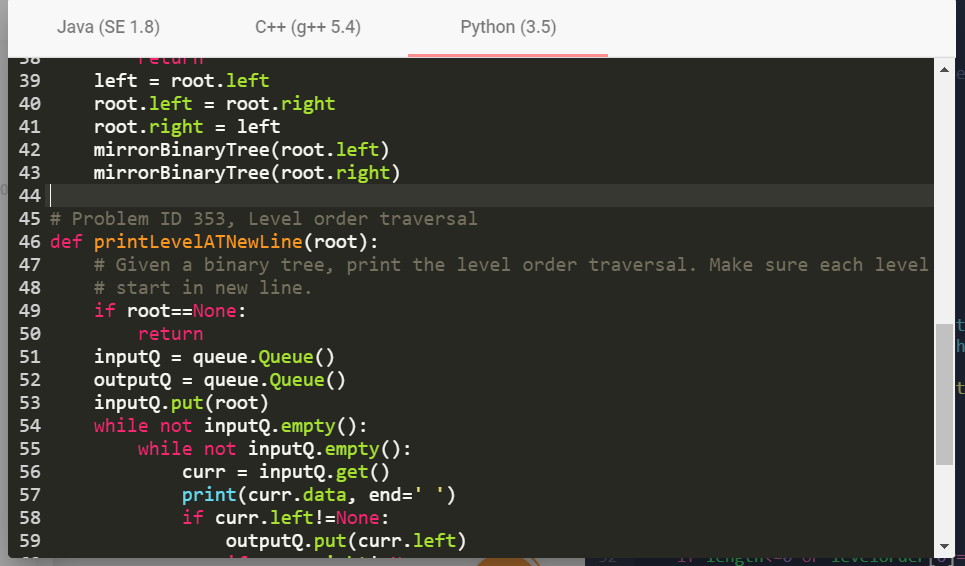 Java (SE 1.8) C++ (g++ 5.4) Python (3.5)
38         return
39     left = root.left
40     root.left = root.right
41     root.right = left
42     mirrorBinaryTree(root.left)
43     mirrorBinaryTree(root.right)
44
45 # Problem ID 353, Level order traversal
46 def printLevelATNewLine(root):
47     # Given a binary tree, print the level order traversal. Make sure each level
48     # start in new line.
49     if root==None:
50         return
51     inputQ = queue.Queue()
52     outputQ = queue.Queue()
53     inputQ.put(root)
54     while not inputQ.empty():
55         while not inputQ.empty():
56             curr = inputQ.get()
57             print(curr.data, end=' ')
58             if curr.left!=None:
59                 outputQ.put(curr.left)